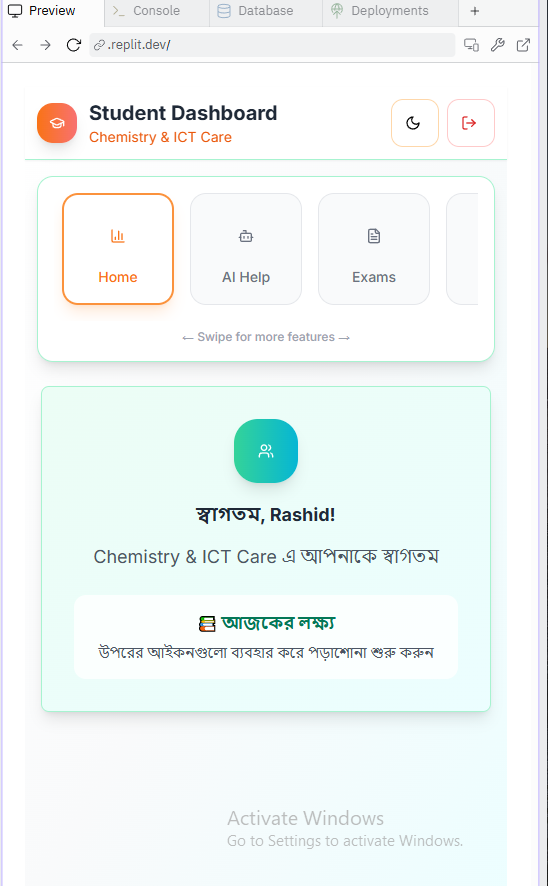 Preview
Console
Database
Deployments
+
.replit.dev/
Student Dashboard
Chemistry & ICT Care
Home
AI Help
Exams
← Swipe for more features →
স্বাগতম, Rashid!
Chemistry & ICT Care এ আপনাকে স্বাগতম
📚 আজকের লক্ষ্য
উপরের আইকনগুলো ব্যবহার করে পড়াশোনা শুরু করুন
Activate Windows
Go to Settings to activate Windows.